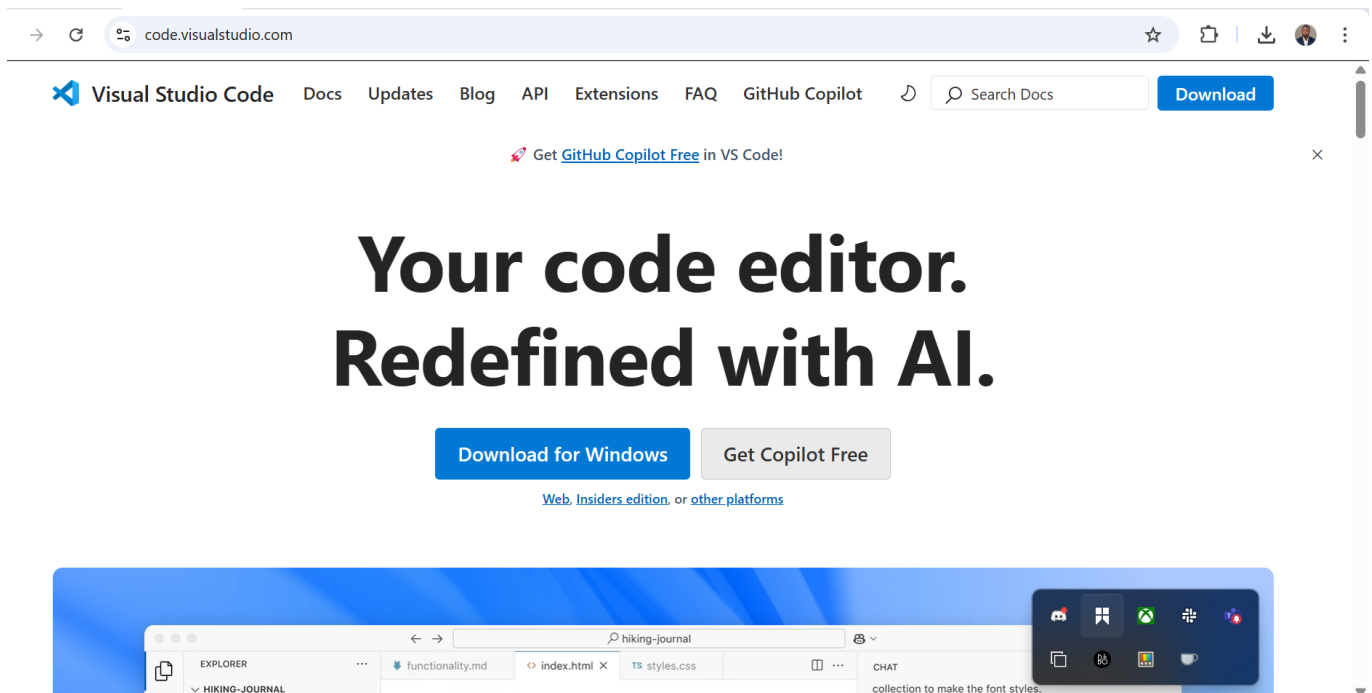 code.visualstudio.com
Visual Studio Code Docs Updates Blog API Extensions FAQ GitHub Copilot Search Docs Download
🚀 Get GitHub Copilot Free in VS Code!
Your code editor.
Redefined with AI.
Download for Windows Get Copilot Free
Web, Insiders edition, or other platforms
hiking-journal
EXPLORER ··· functionality.md <> index.html × TS styles.css ··· CHAT
HIKING-JOURNAL collection to make the font styles.